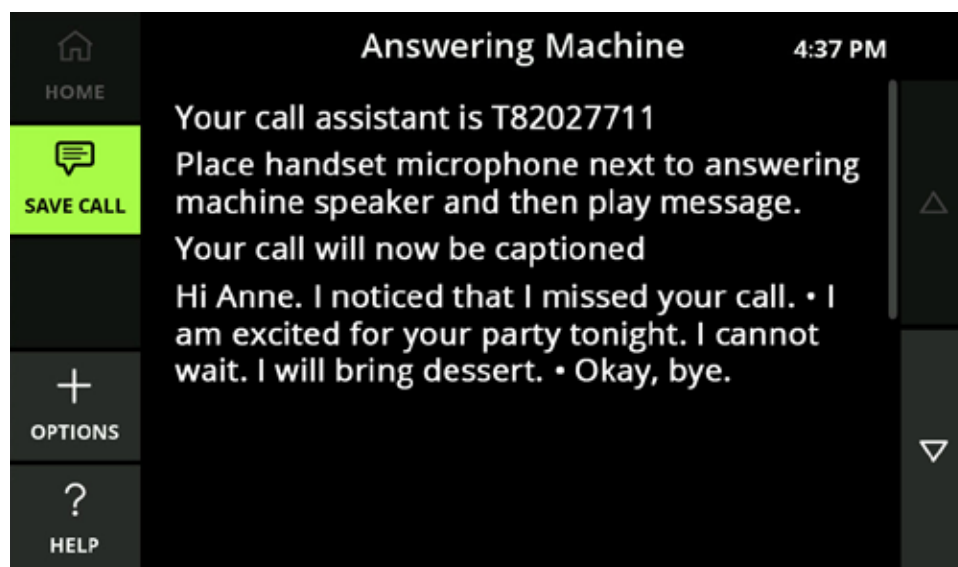 HOME
Answering Machine
4:37 PM
SAVE CALL
Your call assistant is T82027711
Place handset microphone next to answering
machine speaker and then play message.
Your call will now be captioned
Hi Anne. I noticed that I missed your call. • I
am excited for your party tonight. I cannot
wait. I will bring dessert. • Okay, bye.
OPTIONS
HELP